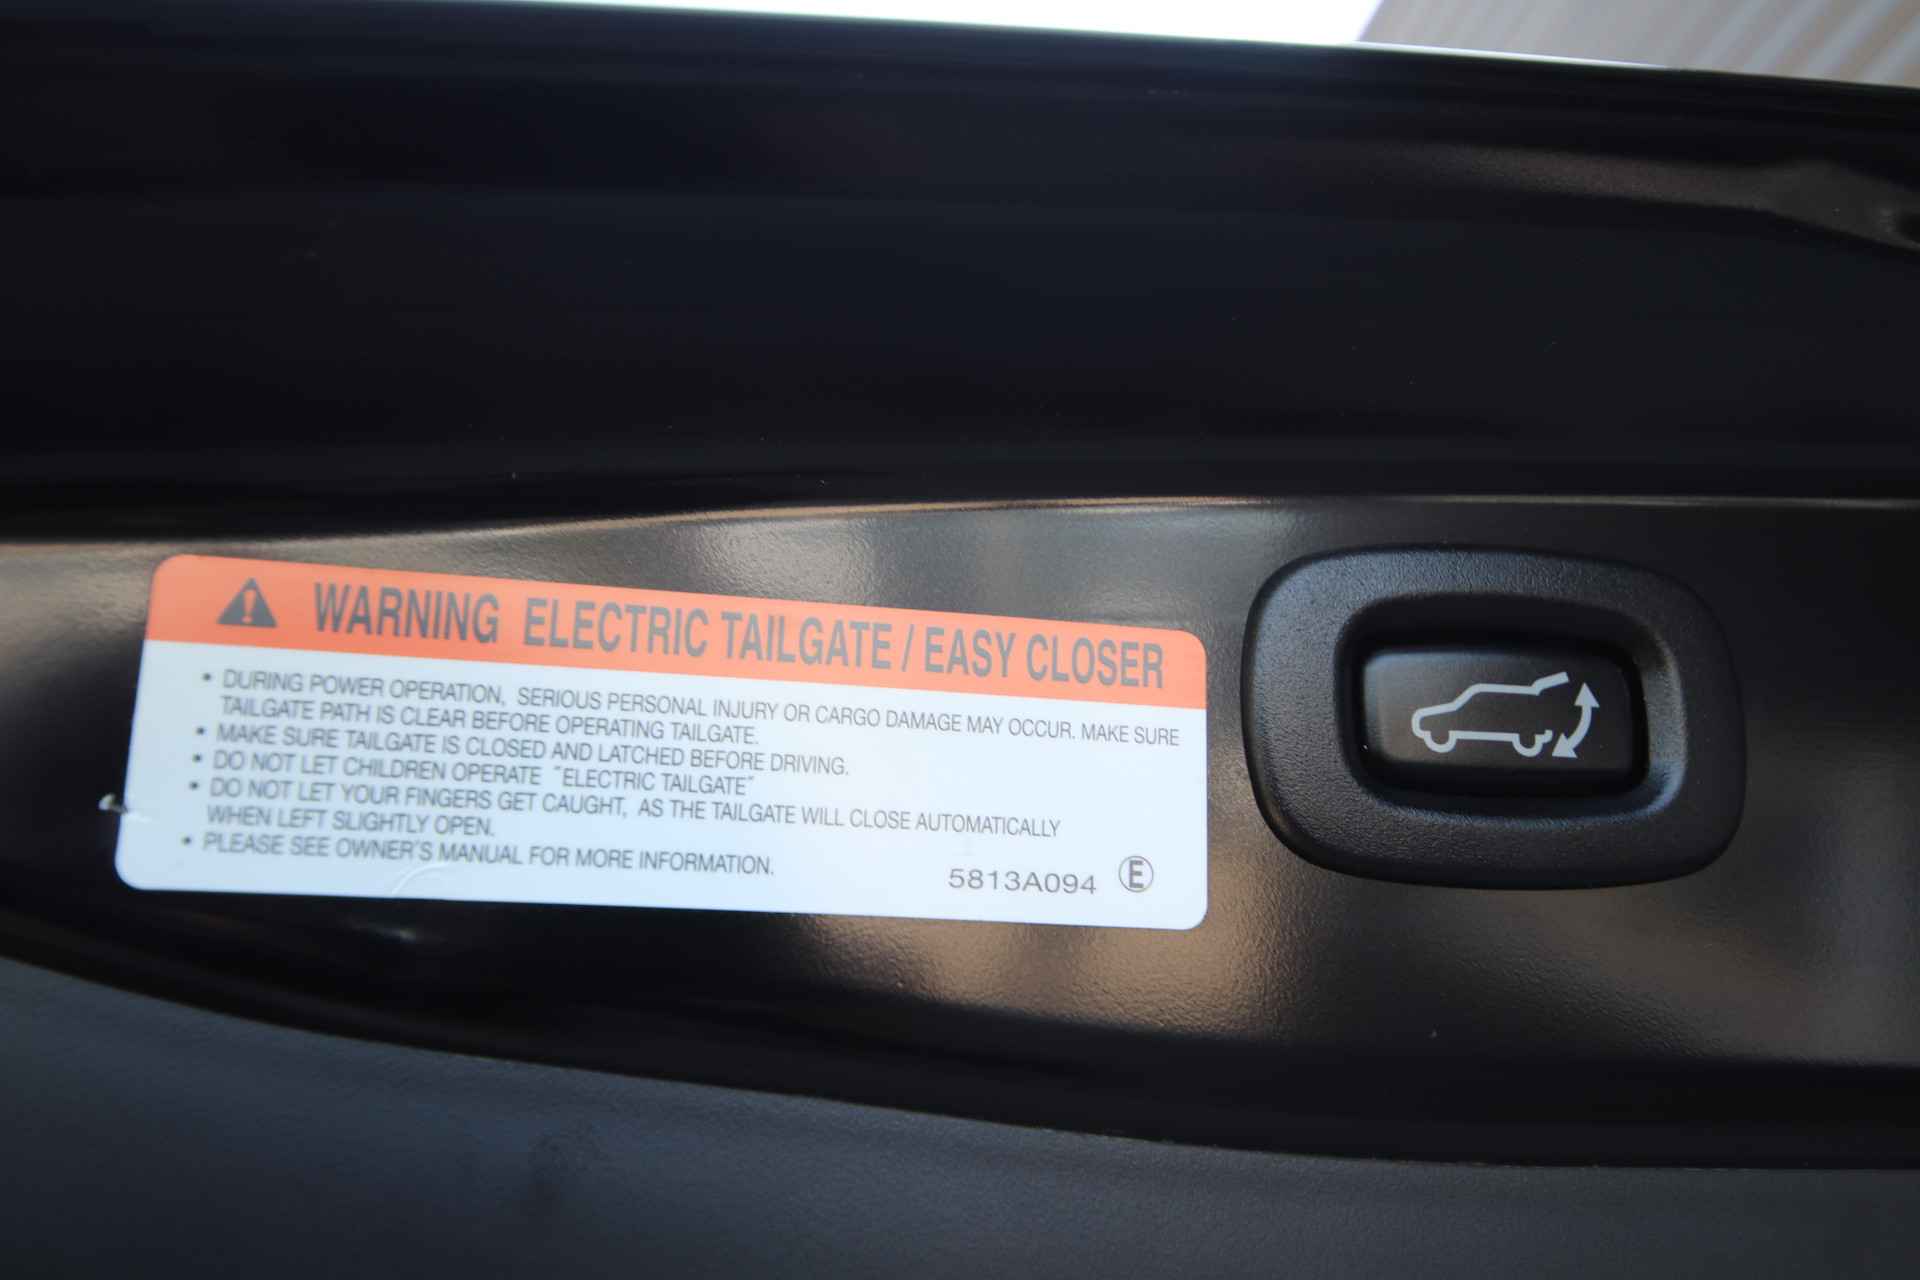 WARNING ELECTRIC TAILGATE / EASY CLOSER
• DURING POWER OPERATION, SERIOUS PERSONAL INJURY OR CARGO DAMAGE MAY OCCUR. MAKE SURE
TAILGATE PATH IS CLEAR BEFORE OPERATING TAILGATE.
• MAKE SURE TAILGATE IS CLOSED AND LATCHED BEFORE DRIVING.
• DO NOT LET CHILDREN OPERATE "ELECTRIC TAILGATE"
• DO NOT LET YOUR FINGERS GET CAUGHT, AS THE TAILGATE WILL CLOSE AUTOMATICALLY
WHEN LEFT SLIGHTLY OPEN.
• PLEASE SEE OWNER'S MANUAL FOR MORE INFORMATION.
5813A094 E